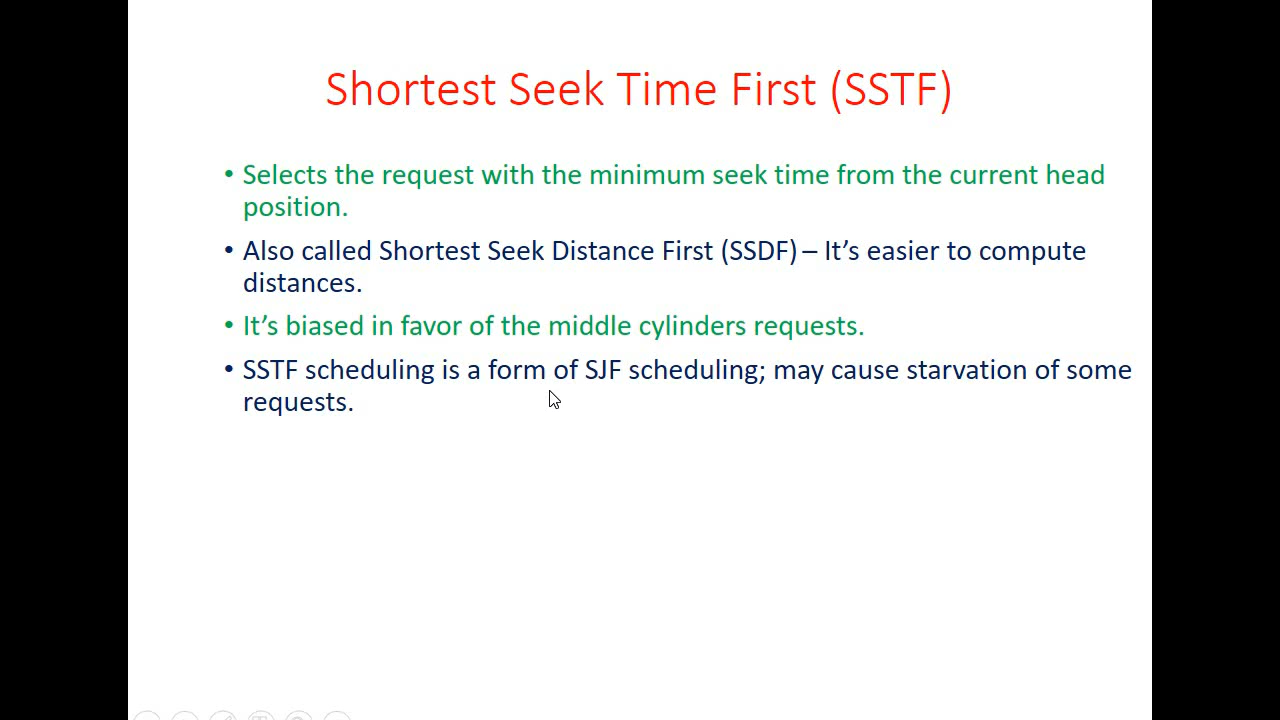 Shortest Seek Time First (SSTF)
• Selects the request with the minimum seek time from the current head
position.
• Also called Shortest Seek Distance First (SSDF) – It’s easier to compute
distances.
• It’s biased in favor of the middle cylinders requests.
• SSTF scheduling is a form of SJF scheduling; may cause starvation of some
requests.